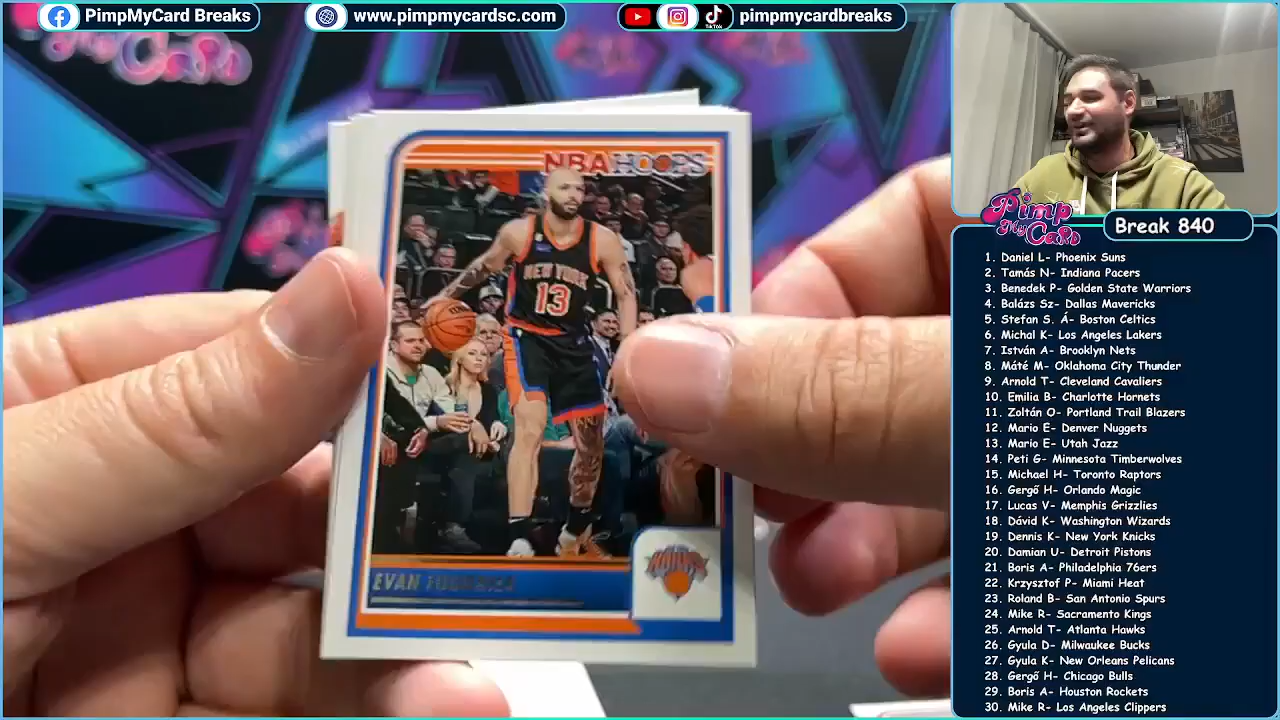 PimpMyCard Breaks
www.pimpmycardsc.com
TikTok
pimpmycardbreaks
NBA HOOPS
NEW YORK
13
EVAN
Pimp
My Card
Break 840
1. Daniel L- Phoenix Suns
2. Tamás N- Indiana Pacers
3. Benedek P- Golden State Warriors
4. Balázs Sz- Dallas Mavericks
5. Stefan S. Á- Boston Celtics
6. Michal K- Los Angeles Lakers
7. István A- Brooklyn Nets
8. Máté M- Oklahoma City Thunder
9. Arnold T- Cleveland Cavaliers
10. Emilia B- Charlotte Hornets
11. Zoltán O- Portland Trail Blazers
12. Mario E- Denver Nuggets
13. Mario E- Utah Jazz
14. Peti G- Minnesota Timberwolves
15. Michael H- Toronto Raptors
16. Gergő H- Orlando Magic
17. Lucas V- Memphis Grizzlies
18. Dávid K- Washington Wizards
19. Dennis K- New York Knicks
20. Damian U- Detroit Pistons
21. Boris A- Philadelphia 76ers
22. Krzysztof P- Miami Heat
23. Roland B- San Antonio Spurs
24. Mike R- Sacramento Kings
25. Arnold T- Atlanta Hawks
26. Gyula D- Milwaukee Bucks
27. Gyula K- New Orleans Pelicans
28. Gergő H- Chicago Bulls
29. Boris A- Houston Rockets
30. Mike R- Los Angeles Clippers